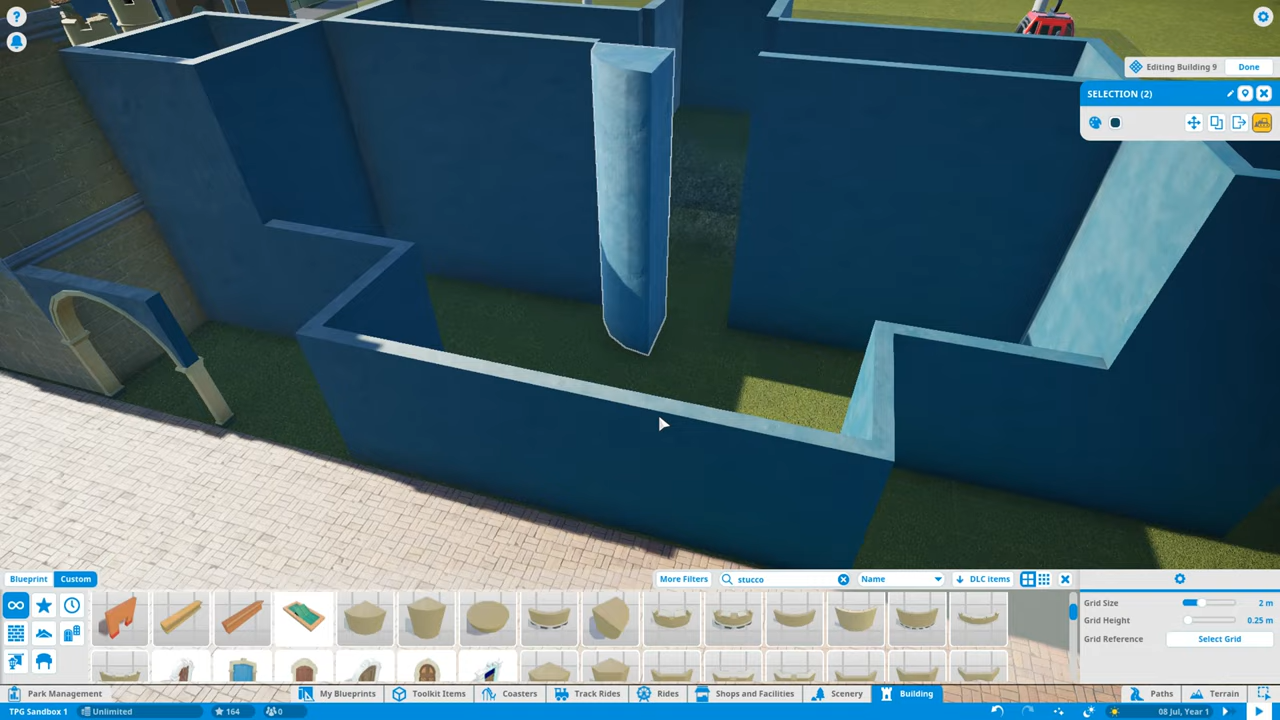 Editing Building 9 Done
SELECTION (2)
Blueprint Custom More Filters stucco Name DLC items
Grid Size 2 m
Grid Height 0.25 m
Grid Reference Select Grid
Park Management My Blueprints Toolkit Items Coasters Track Rides Rides Shops and Facilities Scenery Building Paths Terrain
TPG Sandbox 1 Unlimited 164 0 08 Jul, Year 1